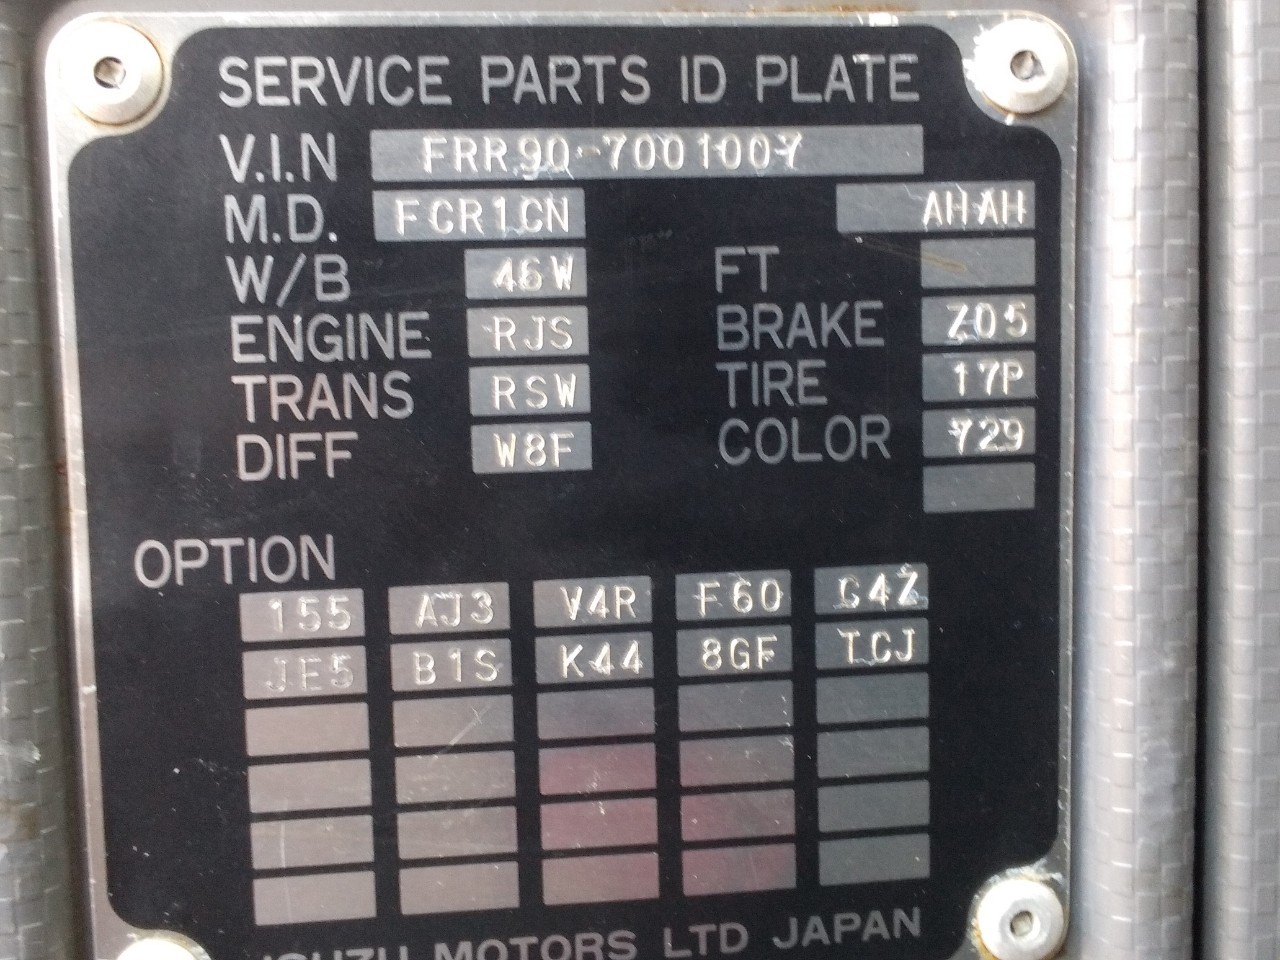 SERVICE PARTS ID PLATE
V.I.N FRR90-7001007
M.D. FCR1CN AHAH
W/B 46W FT
ENGINE RJS BRAKE Z05
TRANS RSW TIRE 17P
DIFF W8F COLOR 729
OPTION
155 AJ3 V4R F60 G4Z
JE5 B1S K44 8GF TCJ
ISUZU MOTORS LTD JAPAN